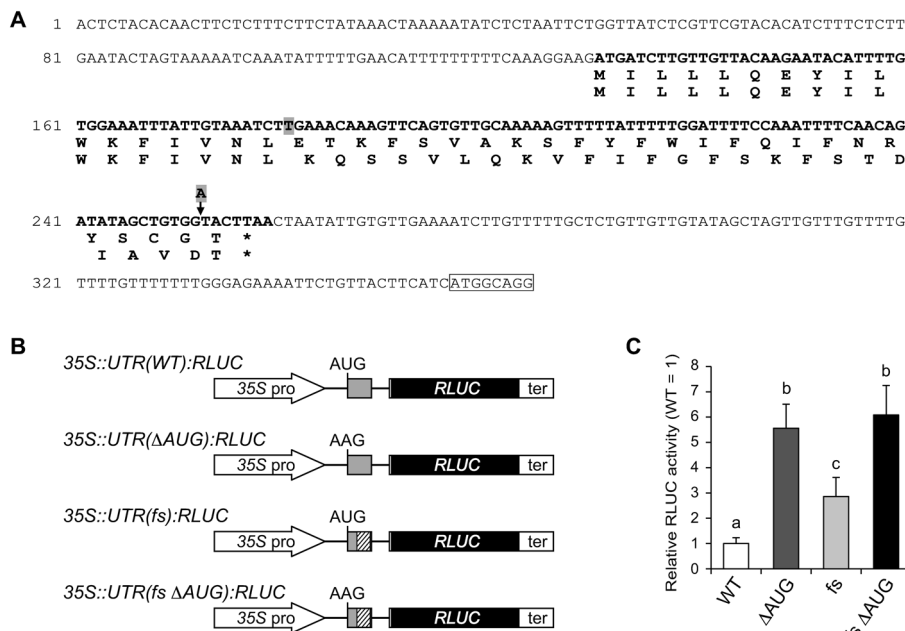 A
1 ACTCTACACAACTTCTCTTTCTTCTATAAACTAAAAATATCTCTAATTCTGGTTATCTCGTTCGTACACATCTTTCTCTT
81 GAATACTAGTAAAAATCAAATATTTTTGAACATTTTTTTTTCAAAGGAAGATGATCTTGTTGTTACAAGAATACATTTTG
M I L L L Q E Y I L
M I L L L Q E Y I L
161 TGGAAATTTATTGTAAATCTTGAAACAAAGTTCAGTGTTGCAAAAAGTTTTTATTTTTGGATTTTCCAAATTTTCAACAG
W K F I V N L E T K F S V A K S F Y F W I F Q I F N R
W K F I V N L K Q S S V L Q K V F I F G F S K F S T D
A
241 ATATAGCTGTGGTACTTAACTAATATTGTGTTGAAAATCTTGTTTTTGCTCTGTTGTTGTATAGCTAGTTGTTTGTTTTG
Y S C G T *
I A V D T *
321 TTTTGTTTTTTTGGGAGAAAATTCTGTTACTTCATCATGGCAGG
B
35S::UTR(WT):RLUC
AUG
35S pro RLUC ter
35S::UTR(ΔAUG):RLUC
AAG
35S pro RLUC ter
35S::UTR(fs):RLUC
AUG
35S pro RLUC ter
35S::UTR(fs ΔAUG):RLUC
AAG
35S pro RLUC ter
C
Relative RLUC activity (WT = 1)
8
7
6
5
4
3
2
1
0
a
b
c
b
WT
ΔAUG
fs
fs ΔAUG